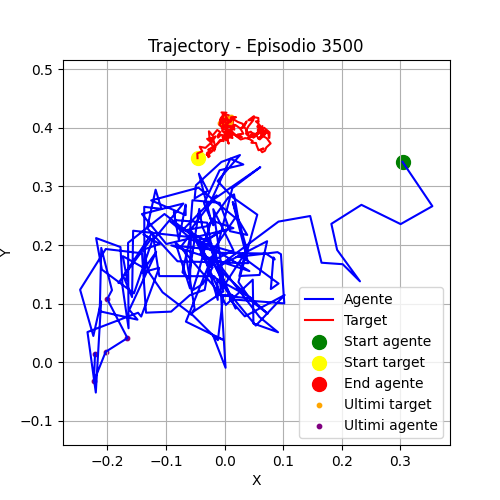 Trajectory - Episodio 3500
0.5
0.4
0.3
0.2
0.1
0.0
−0.1
Y
−0.2
−0.1
0.0
0.1
0.2
0.3
X
Agente
Target
Start agente
Start target
End agente
Ultimi target
Ultimi agente